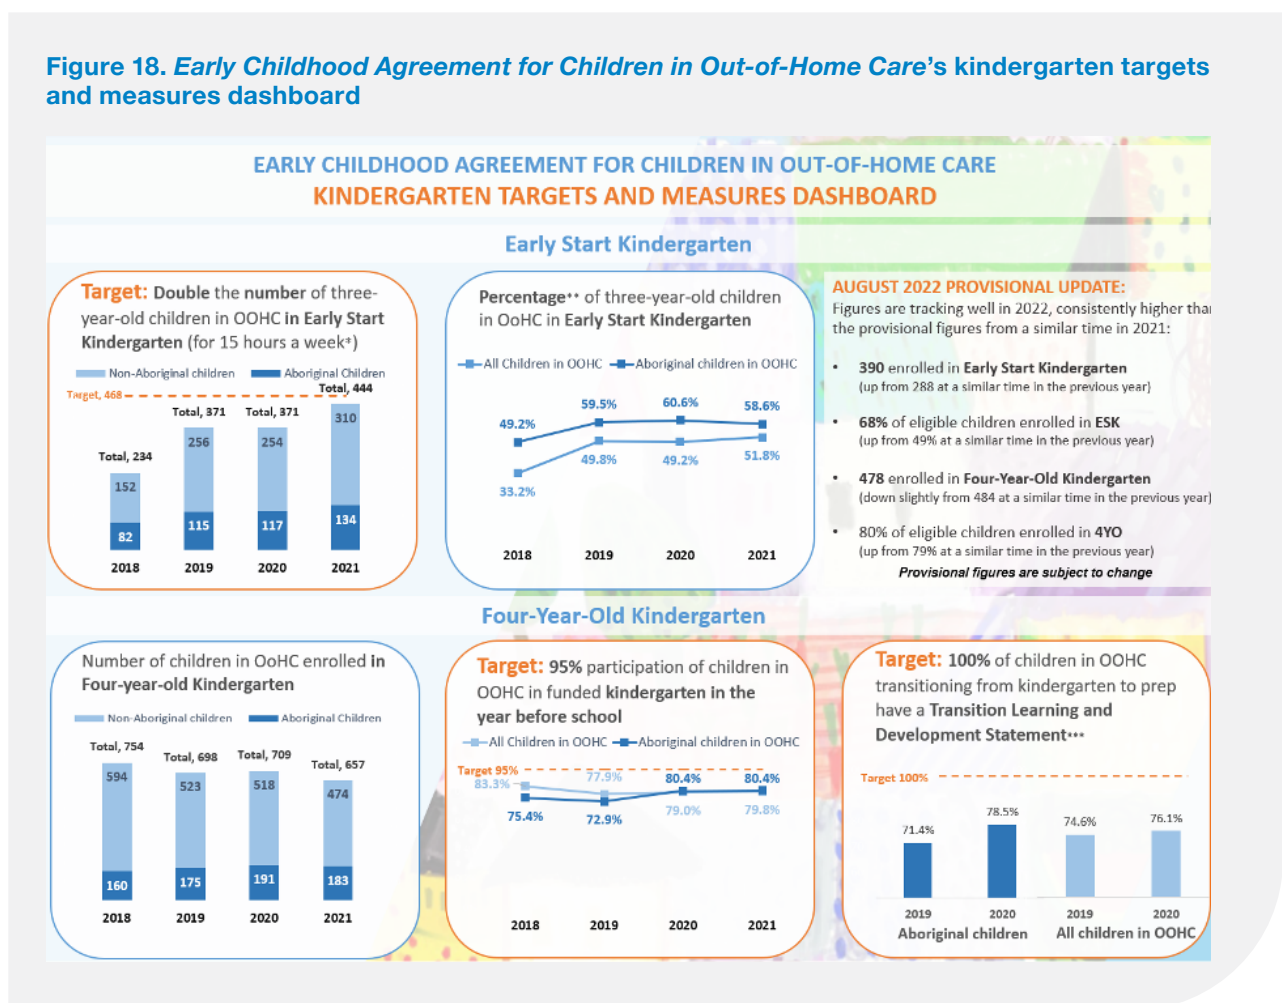 Figure 18. Early Childhood Agreement for Children in Out-of-Home Care's kindergarten targets
and measures dashboard
EARLY CHILDHOOD AGREEMENT FOR CHILDREN IN OUT-OF-HOME CARE
KINDERGARTEN TARGETS AND MEASURES DASHBOARD
Early Start Kindergarten
Target: Double the number of three-
year-old children in OOHC in Early Start
Kindergarten (for 15 hours a week*)
Non-Aboriginal children Aboriginal Children
Target, 468
Total, 444
Total, 371 Total, 371
Total, 234
310
256 254
152
134
115 117
82
2018 2019 2020 2021
Percentage** of three-year-old children
in OoHC in Early Start Kindergarten
All Children in OOHC Aboriginal children in OOHC
49.2% 59.5% 60.6% 58.6%
33.2% 49.8% 49.2% 51.8%
2018 2019 2020 2021
AUGUST 2022 PROVISIONAL UPDATE:
Figures are tracking well in 2022, consistently higher than
the provisional figures from a similar time in 2021:
• 390 enrolled in Early Start Kindergarten
(up from 288 at a similar time in the previous year)
• 68% of eligible children enrolled in ESK
(up from 49% at a similar time in the previous year)
• 478 enrolled in Four-Year-Old Kindergarten
(down slightly from 484 at a similar time in the previous year)
• 80% of eligible children enrolled in 4YO
(up from 79% at a similar time in the previous year)
Provisional figures are subject to change
Four-Year-Old Kindergarten
Number of children in OoHC enrolled in
Four-year-old Kindergarten
Non-Aboriginal children Aboriginal Children
Total, 754 Total, 698 Total, 709 Total, 657
594 523 518 474
160 175 191 183
2018 2019 2020 2021
Target: 95% participation of children in
OOHC in funded kindergarten in the
year before school
All Children in OOHC Aboriginal children in OOHC
Target 95%
83.3% 77.9% 80.4% 80.4%
75.4% 72.9% 79.0% 79.8%
2018 2019 2020 2021
Target: 100% of children in OOHC
transitioning from kindergarten to prep
have a Transition Learning and
Development Statement***
Target 100%
71.4% 78.5% 74.6% 76.1%
2019 2020 2019 2020
Aboriginal children All children in OOHC